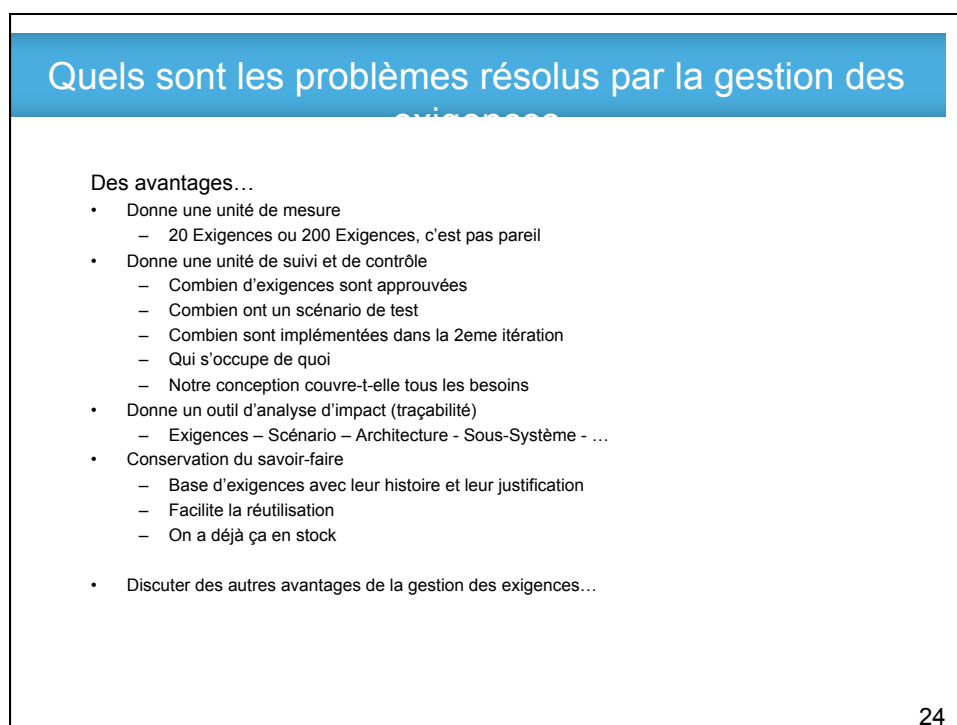 Quels sont les problèmes résolus par la gestion des
exigences
Des avantages…
• Donne une unité de mesure
– 20 Exigences ou 200 Exigences, c’est pas pareil
• Donne une unité de suivi et de contrôle
– Combien d’exigences sont approuvées
– Combien ont un scénario de test
– Combien sont implémentées dans la 2eme itération
– Qui s’occupe de quoi
– Notre conception couvre-t-elle tous les besoins
• Donne un outil d’analyse d’impact (traçabilité)
– Exigences – Scénario – Architecture - Sous-Système - …
• Conservation du savoir-faire
– Base d’exigences avec leur histoire et leur justification
– Facilite la réutilisation
– On a déjà ça en stock
• Discuter des autres avantages de la gestion des exigences…
24